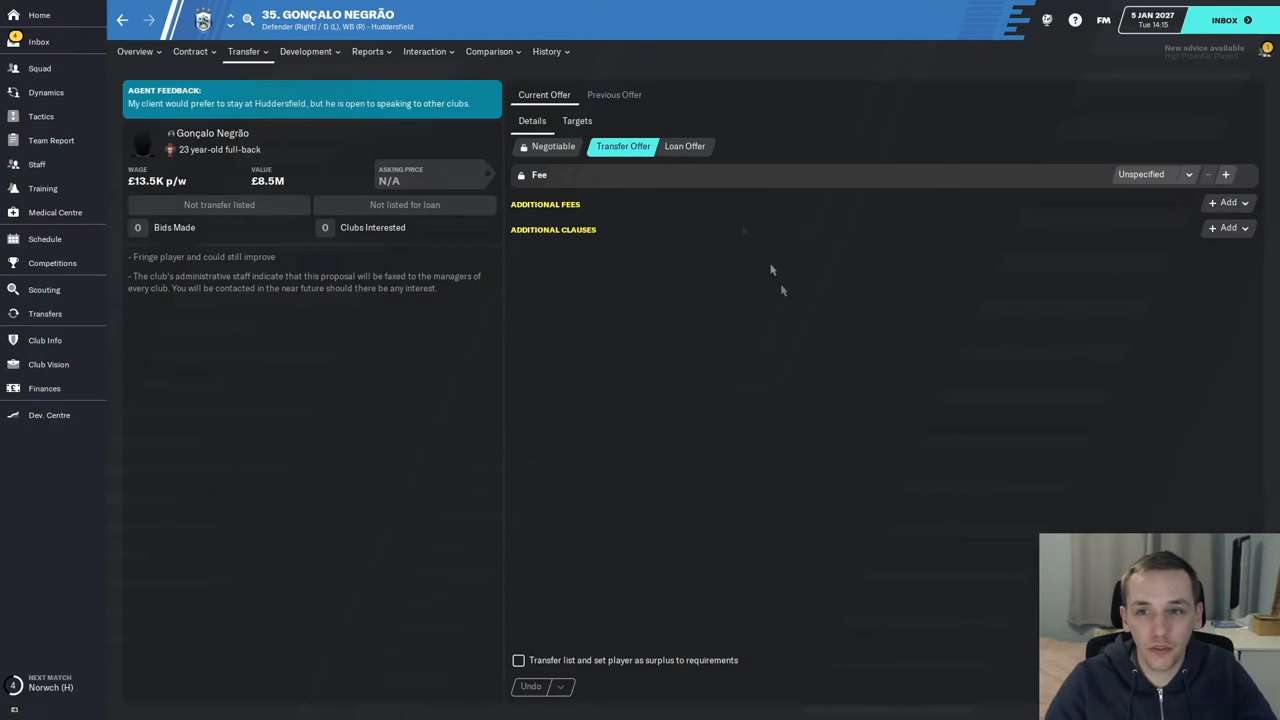 Home
4
Inbox
Squad
Dynamics
Tactics
Team Report
Staff
Training
Medical Centre
Schedule
Competitions
Scouting
Transfers
Club Info
Club Vision
Finances
Dev. Centre
4
NEXT MATCH
Norwich (H)
35. GONÇALO NEGRÃO
Defender (Right) / D (L), WB (R) - Huddersfield
FM
5 JAN 2027
Tue 14:15
INBOX
Overview
Contract
Transfer
Development
Reports
Interaction
Comparison
History
New advice available
High Potential Players
1
AGENT FEEDBACK:
My client would prefer to stay at Huddersfield, but he is open to speaking to other clubs.
Gonçalo Negrão
23 year-old full-back
WAGE
£13.5K p/w
VALUE
£8.5M
ASKING PRICE
N/A
Not transfer listed
Not listed for loan
0 Bids Made
0 Clubs Interested
- Fringe player and could still improve
- The club's administrative staff indicate that this proposal will be faxed to the managers of
every club. You will be contacted in the near future should there be any interest.
Current Offer
Previous Offer
Details
Targets
Negotiable
Transfer Offer
Loan Offer
Fee
Unspecified
ADDITIONAL FEES
+ Add
ADDITIONAL CLAUSES
+ Add
Transfer list and set player as surplus to requirements
Undo